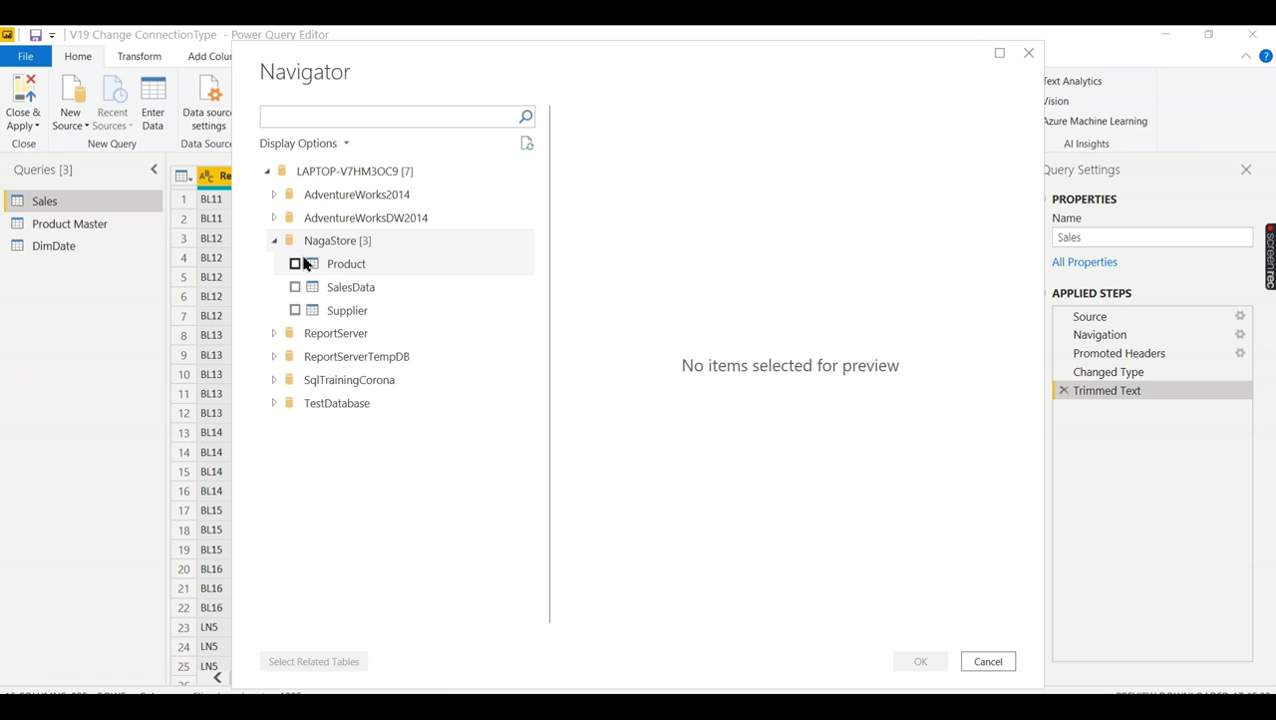 V19 Change ConnectionType - Power Query Editor
File Home Transform Add Colu
Close & Apply
New Source
Recent Sources
Enter Data
Data sourc settings
Close
New Query
Data Source
Text Analytics
Vision
Azure Machine Learning
AI Insights
Queries [3]
Sales
Product Master
DimDate
Re
1 BL11
2 BL11
3 BL12
4 BL12
5 BL12
6 BL12
7 BL12
8 BL13
9 BL13
10 BL13
11 BL13
12 BL13
13 BL14
14 BL14
15 BL14
16 BL14
17 BL15
18 BL15
19 BL15
20 BL16
21 BL16
22 BL16
23 LN5
24 LN5
25 LN5
Navigator
Display Options
LAPTOP-V7HM3OC9 [7]
AdventureWorks2014
AdventureWorksDW2014
NagaStore [3]
Product
SalesData
Supplier
ReportServer
ReportServerTempDB
SqlTrainingCorona
TestDatabase
No items selected for preview
Select Related Tables
OK
Cancel
Query Settings
PROPERTIES
Name
Sales
All Properties
APPLIED STEPS
Source
Navigation
Promoted Headers
Changed Type
Trimmed Text
screenrec